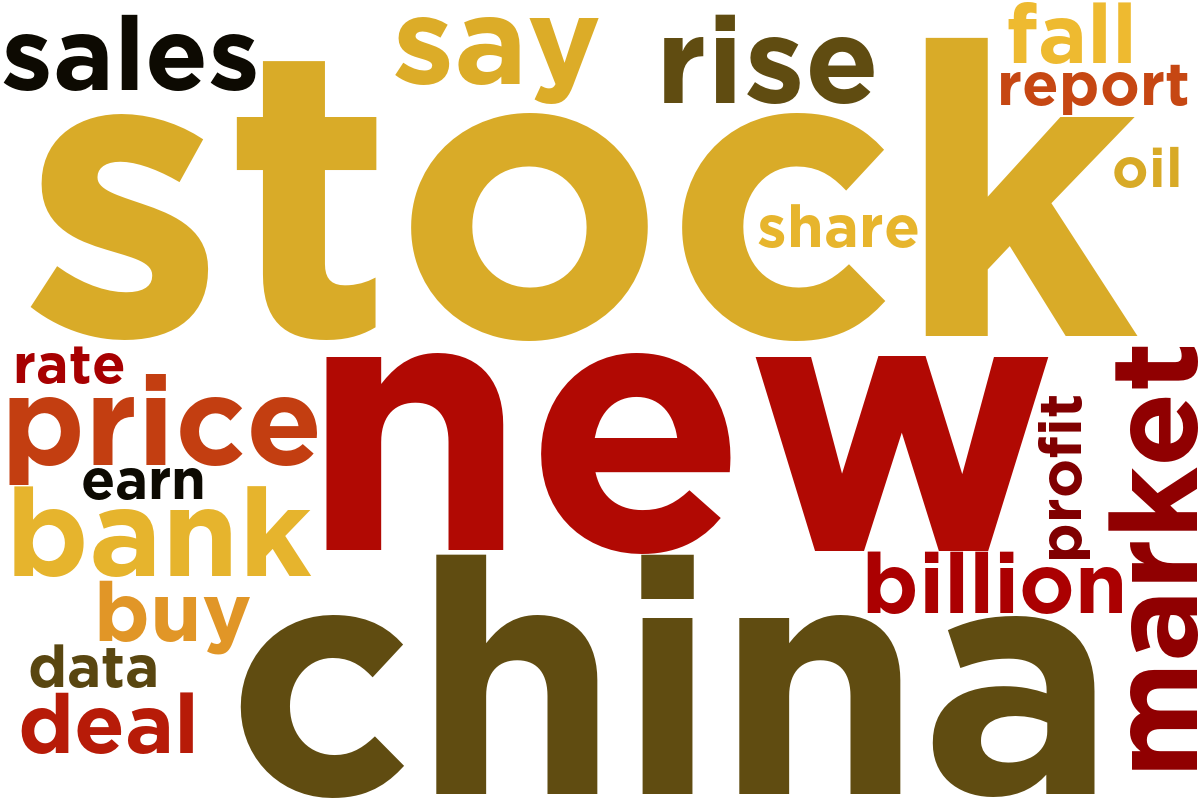 sales
say
rise
fall
report
stock
oil
share
rate
new
price
profit
market
earn
bank
billion
china
buy
data
deal